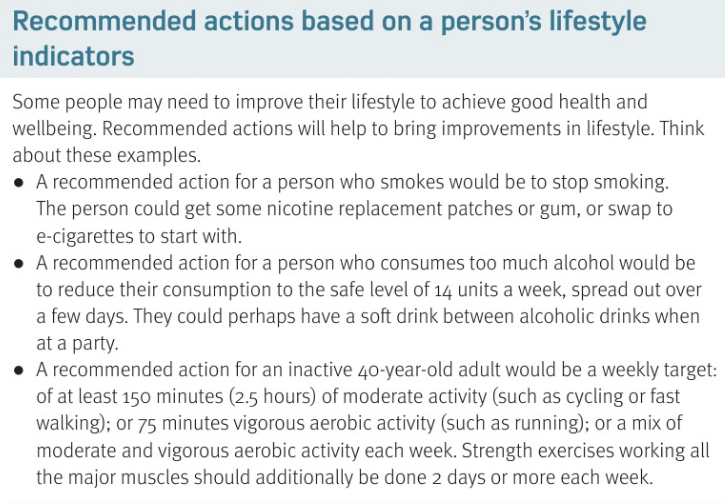 Recommended actions based on a person's lifestyle
indicators
Some people may need to improve their lifestyle to achieve good health and
wellbeing. Recommended actions will help to bring improvements in lifestyle. Think
about these examples.
● A recommended action for a person who smokes would be to stop smoking.
The person could get some nicotine replacement patches or gum, or swap to
e-cigarettes to start with.
● A recommended action for a person who consumes too much alcohol would be
to reduce their consumption to the safe level of 14 units a week, spread out over
a few days. They could perhaps have a soft drink between alcoholic drinks when
at a party.
● A recommended action for an inactive 40-year-old adult would be a weekly target:
of at least 150 minutes (2.5 hours) of moderate activity (such as cycling or fast
walking); or 75 minutes vigorous aerobic activity (such as running); or a mix of
moderate and vigorous aerobic activity each week. Strength exercises working all
the major muscles should additionally be done 2 days or more each week.